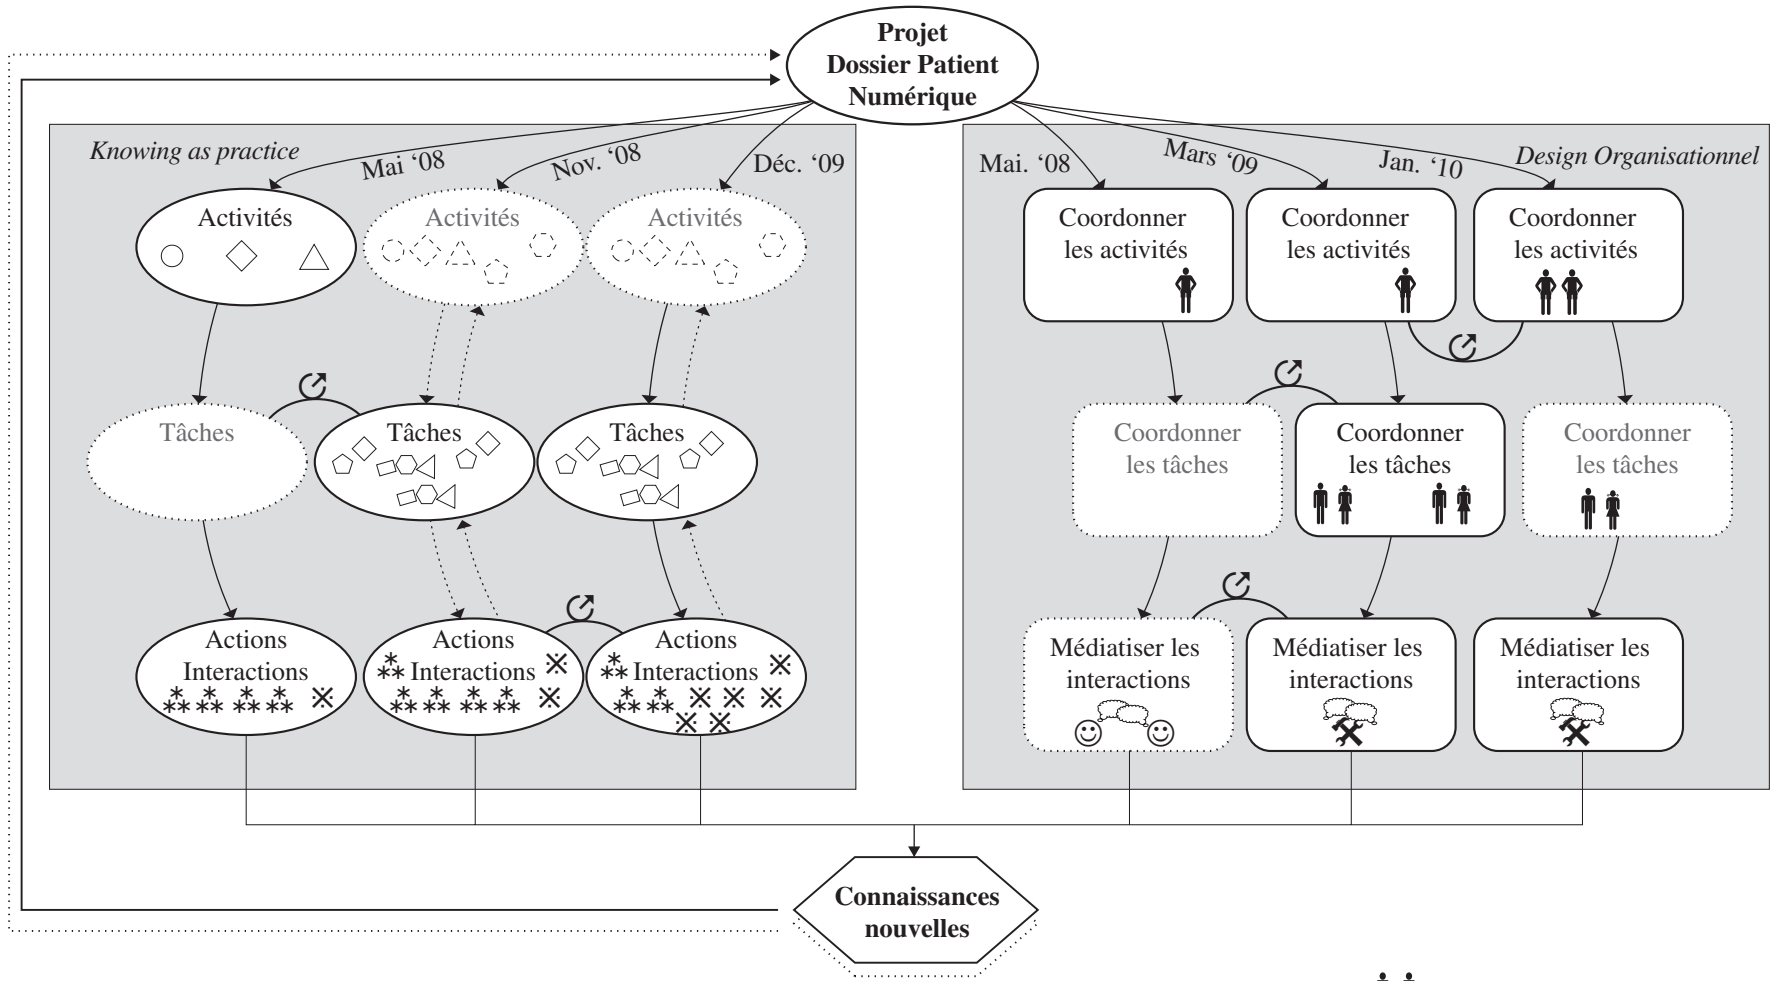 Projet
Dossier Patient
Numérique
Knowing as practice
Mai ‘08
Nov. ‘08
Déc. ‘09
Mai. ‘08
Mars ‘09
Jan. ‘10
Design Organisationnel
Activités
Activités
Activités
Coordonner
les activités
Coordonner
les activités
Coordonner
les activités
Tâches
Tâches
Tâches
Coordonner
les tâches
Coordonner
les tâches
Coordonner
les tâches
Actions
Interactions
Actions
Interactions
Actions
Interactions
Médiatiser les
interactions
Médiatiser les
interactions
Médiatiser les
interactions
Connaissances
nouvelles